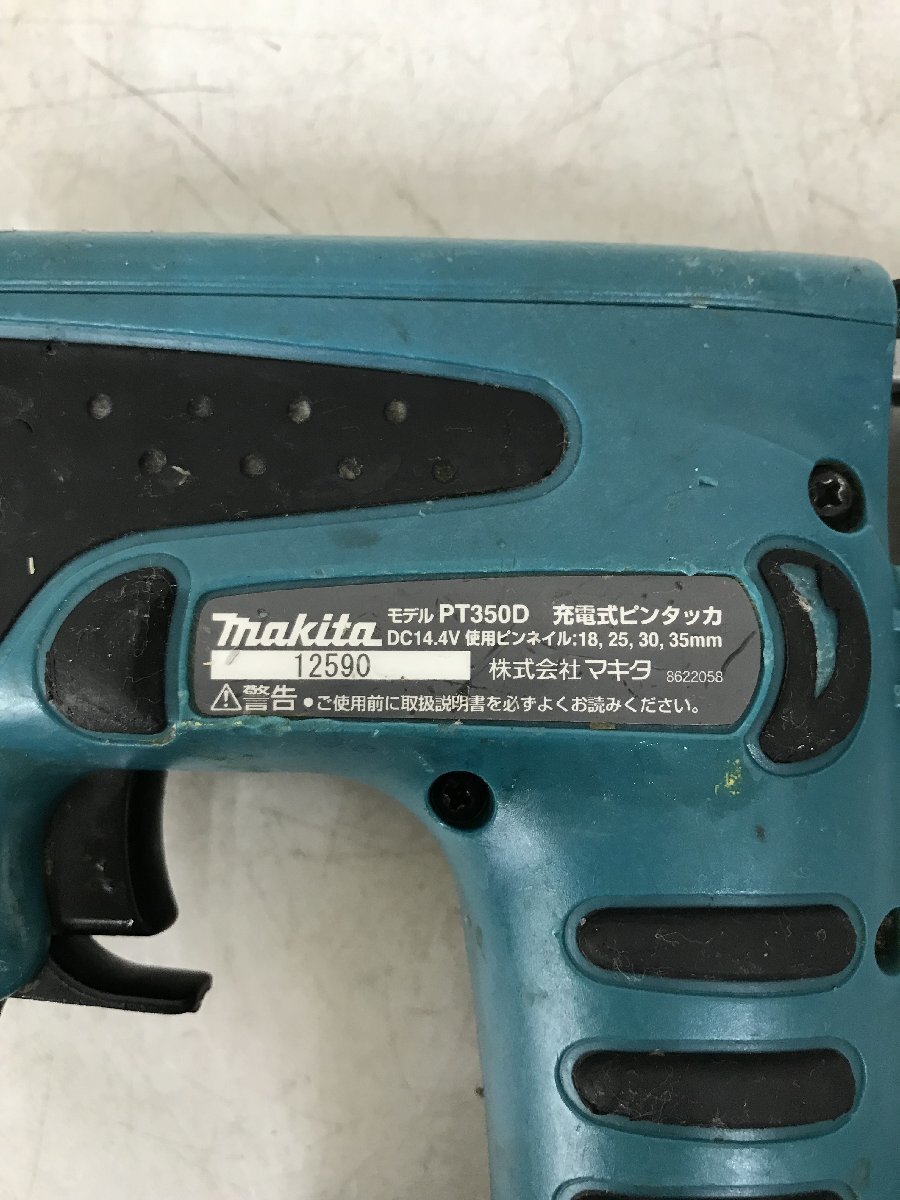 makita モデル PT350D 充電式ピンタッカ
DC14.4V 使用ピンネイル:18, 25, 30, 35mm
12590 株式会社 マキタ 8622058
⚠警告 ●ご使用前に取扱説明書を必ずよくお読みください。